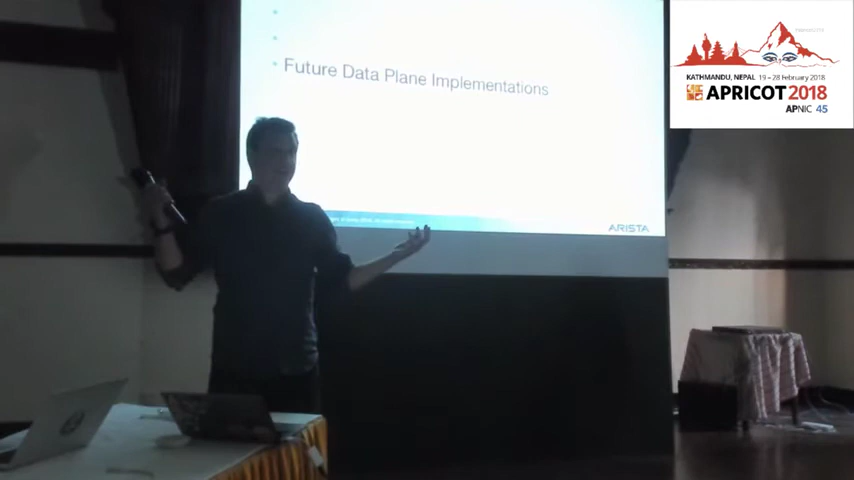 Future Data Plane Implementations
ARISTA
KATHMANDU, NEPAL 19 – 28 February 2018
APRICOT 2018
APNIC 45